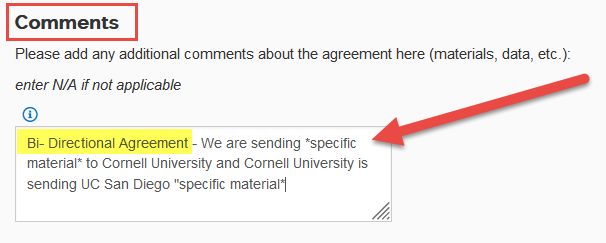 Comments
Please add any additional comments about the agreement here (materials, data, etc.):
enter N/A if not applicable
Bi- Directional Agreement - We are sending *specific
material* to Cornell University and Cornell University is
sending UC San Diego "specific material*